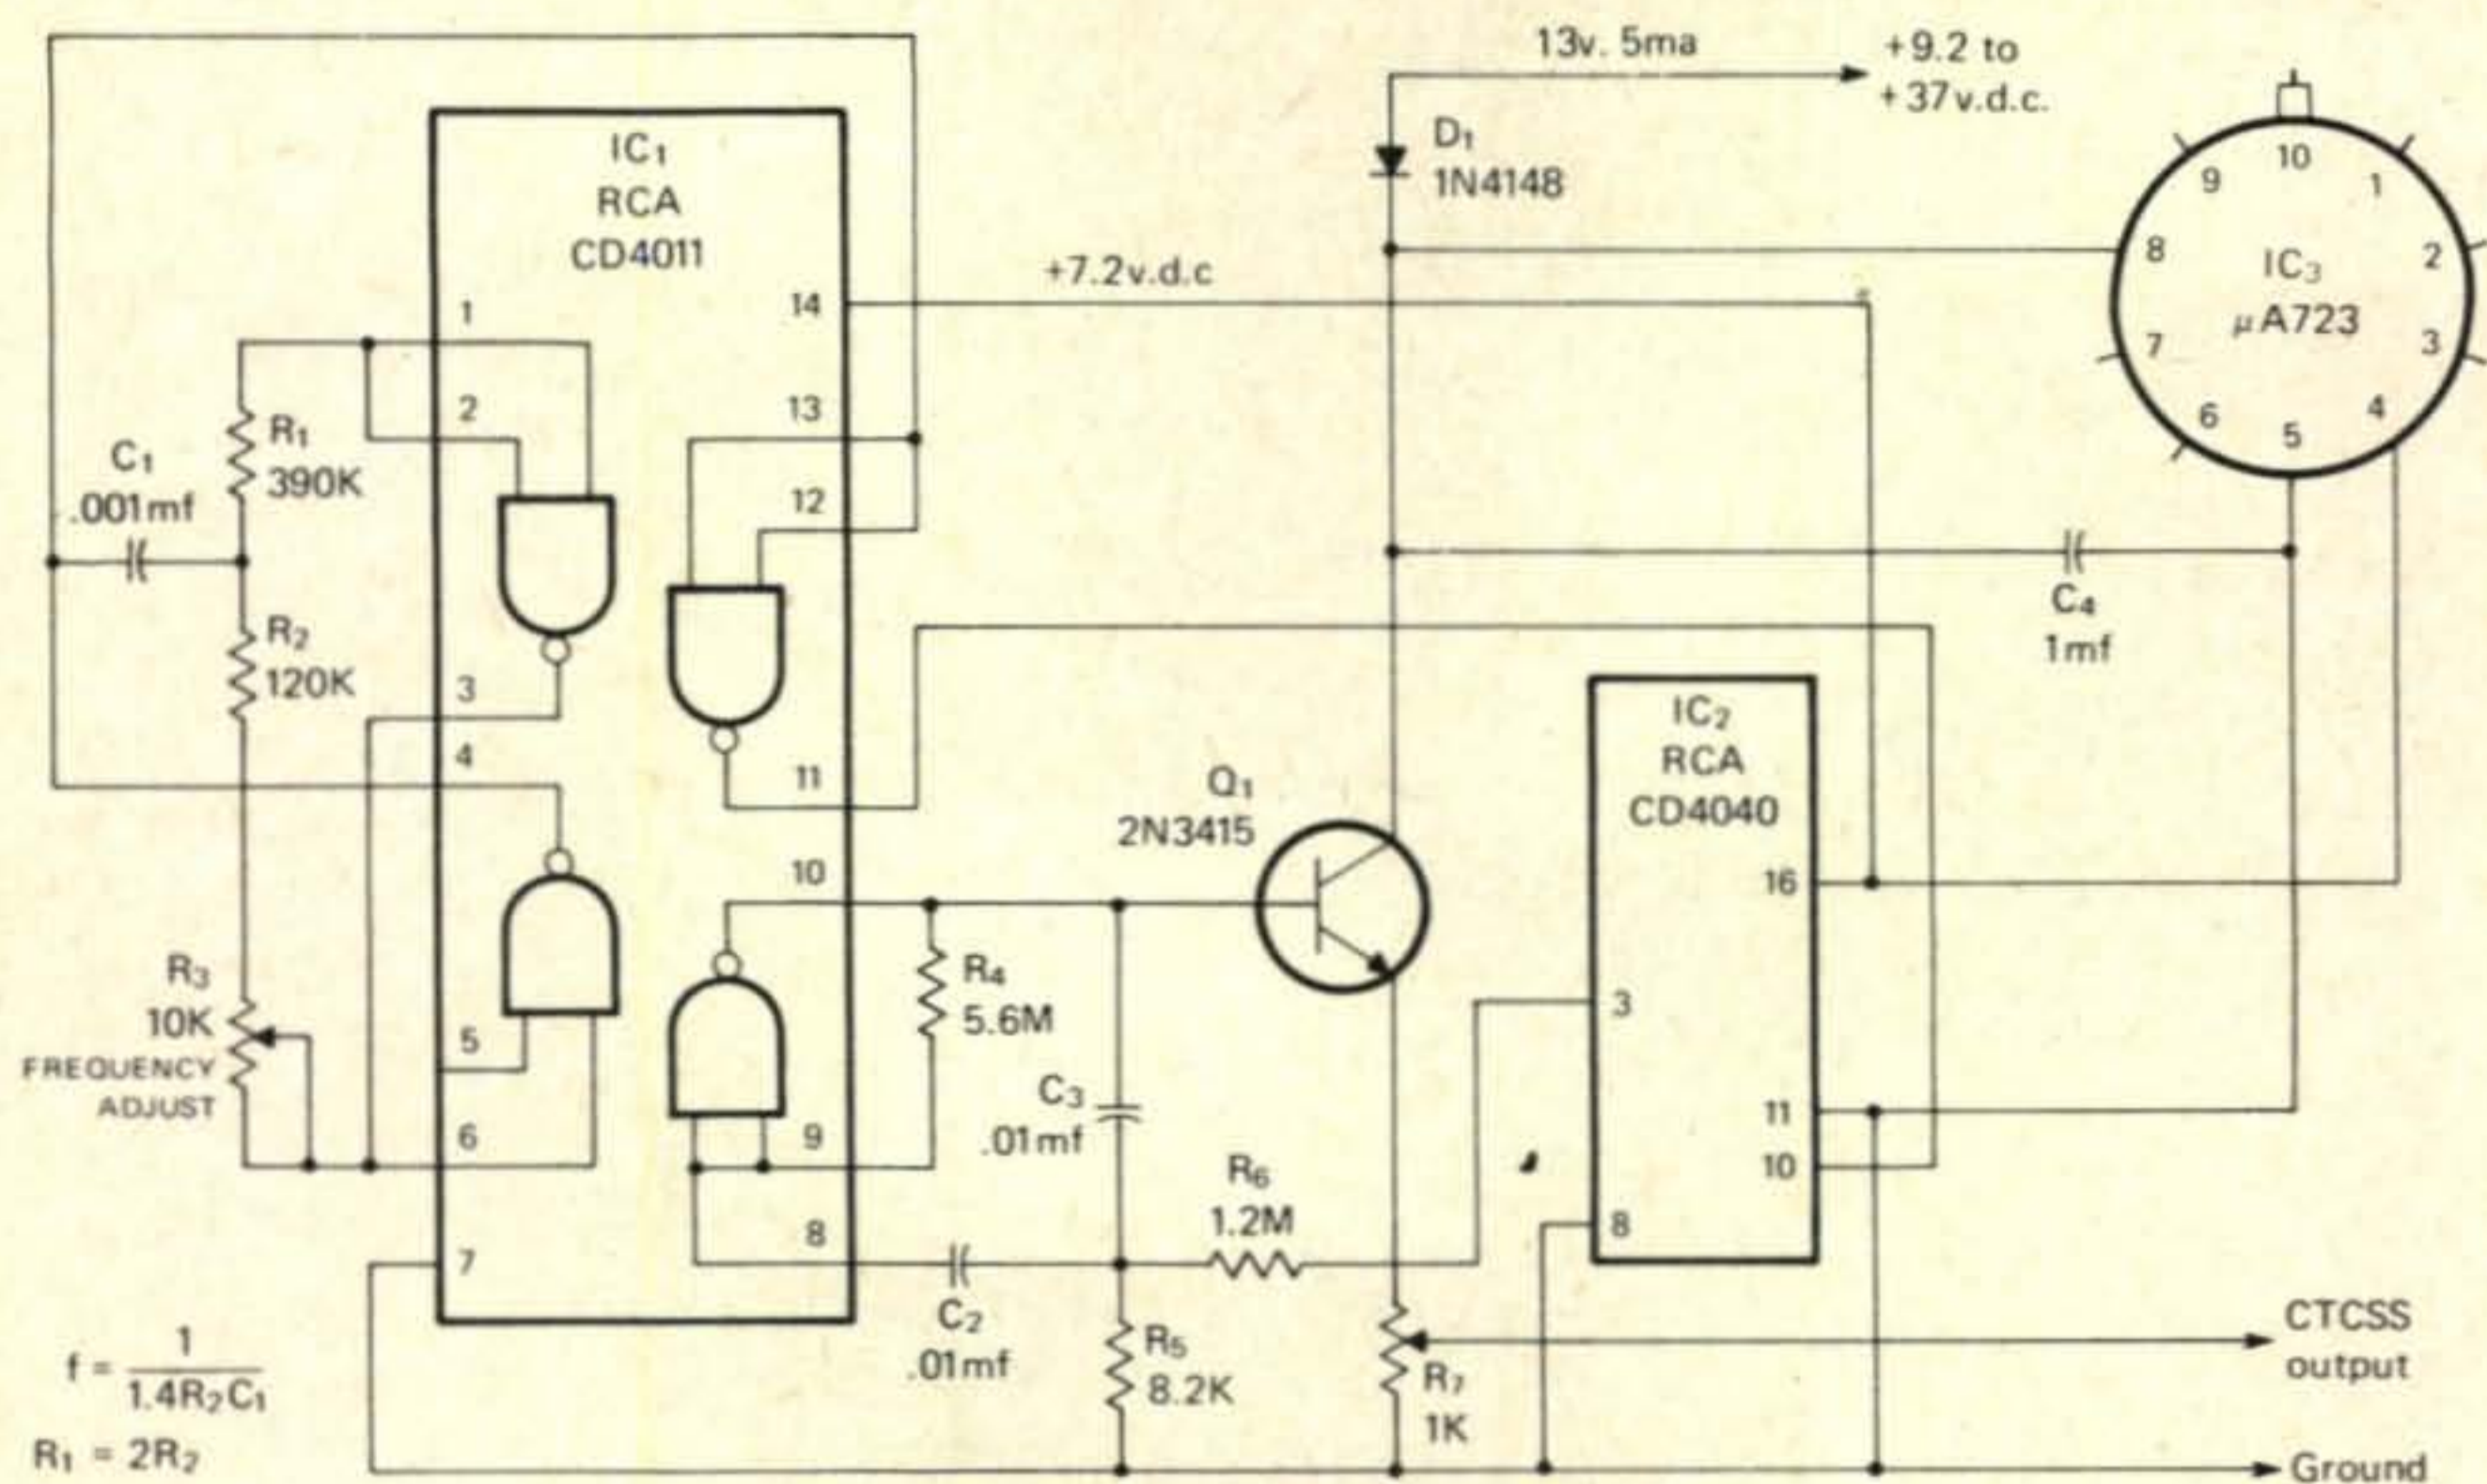 13v. 5ma
+9.2 to
+37v.d.c.
D1
1N4148
IC1
RCA
CD4011
+7.2v.d.c
1
2
3
4
5
6
7
14
13
12
11
10
9
8
C1
.001mf
R1
390K
R2
120K
R3
10K
FREQUENCY
ADJUST
f = 1
1.4R2C1
R1 = 2R2
10
9
1
8
IC3
2
μA723
7
3
6
5
4
C4
1mf
Q1
2N3415
R4
5.6M
C3
.01mf
R6
1.2M
C2
.01mf
R5
8.2K
R7
1K
IC2
RCA
CD4040
16
3
11
10
8
CTCSS
output
Ground